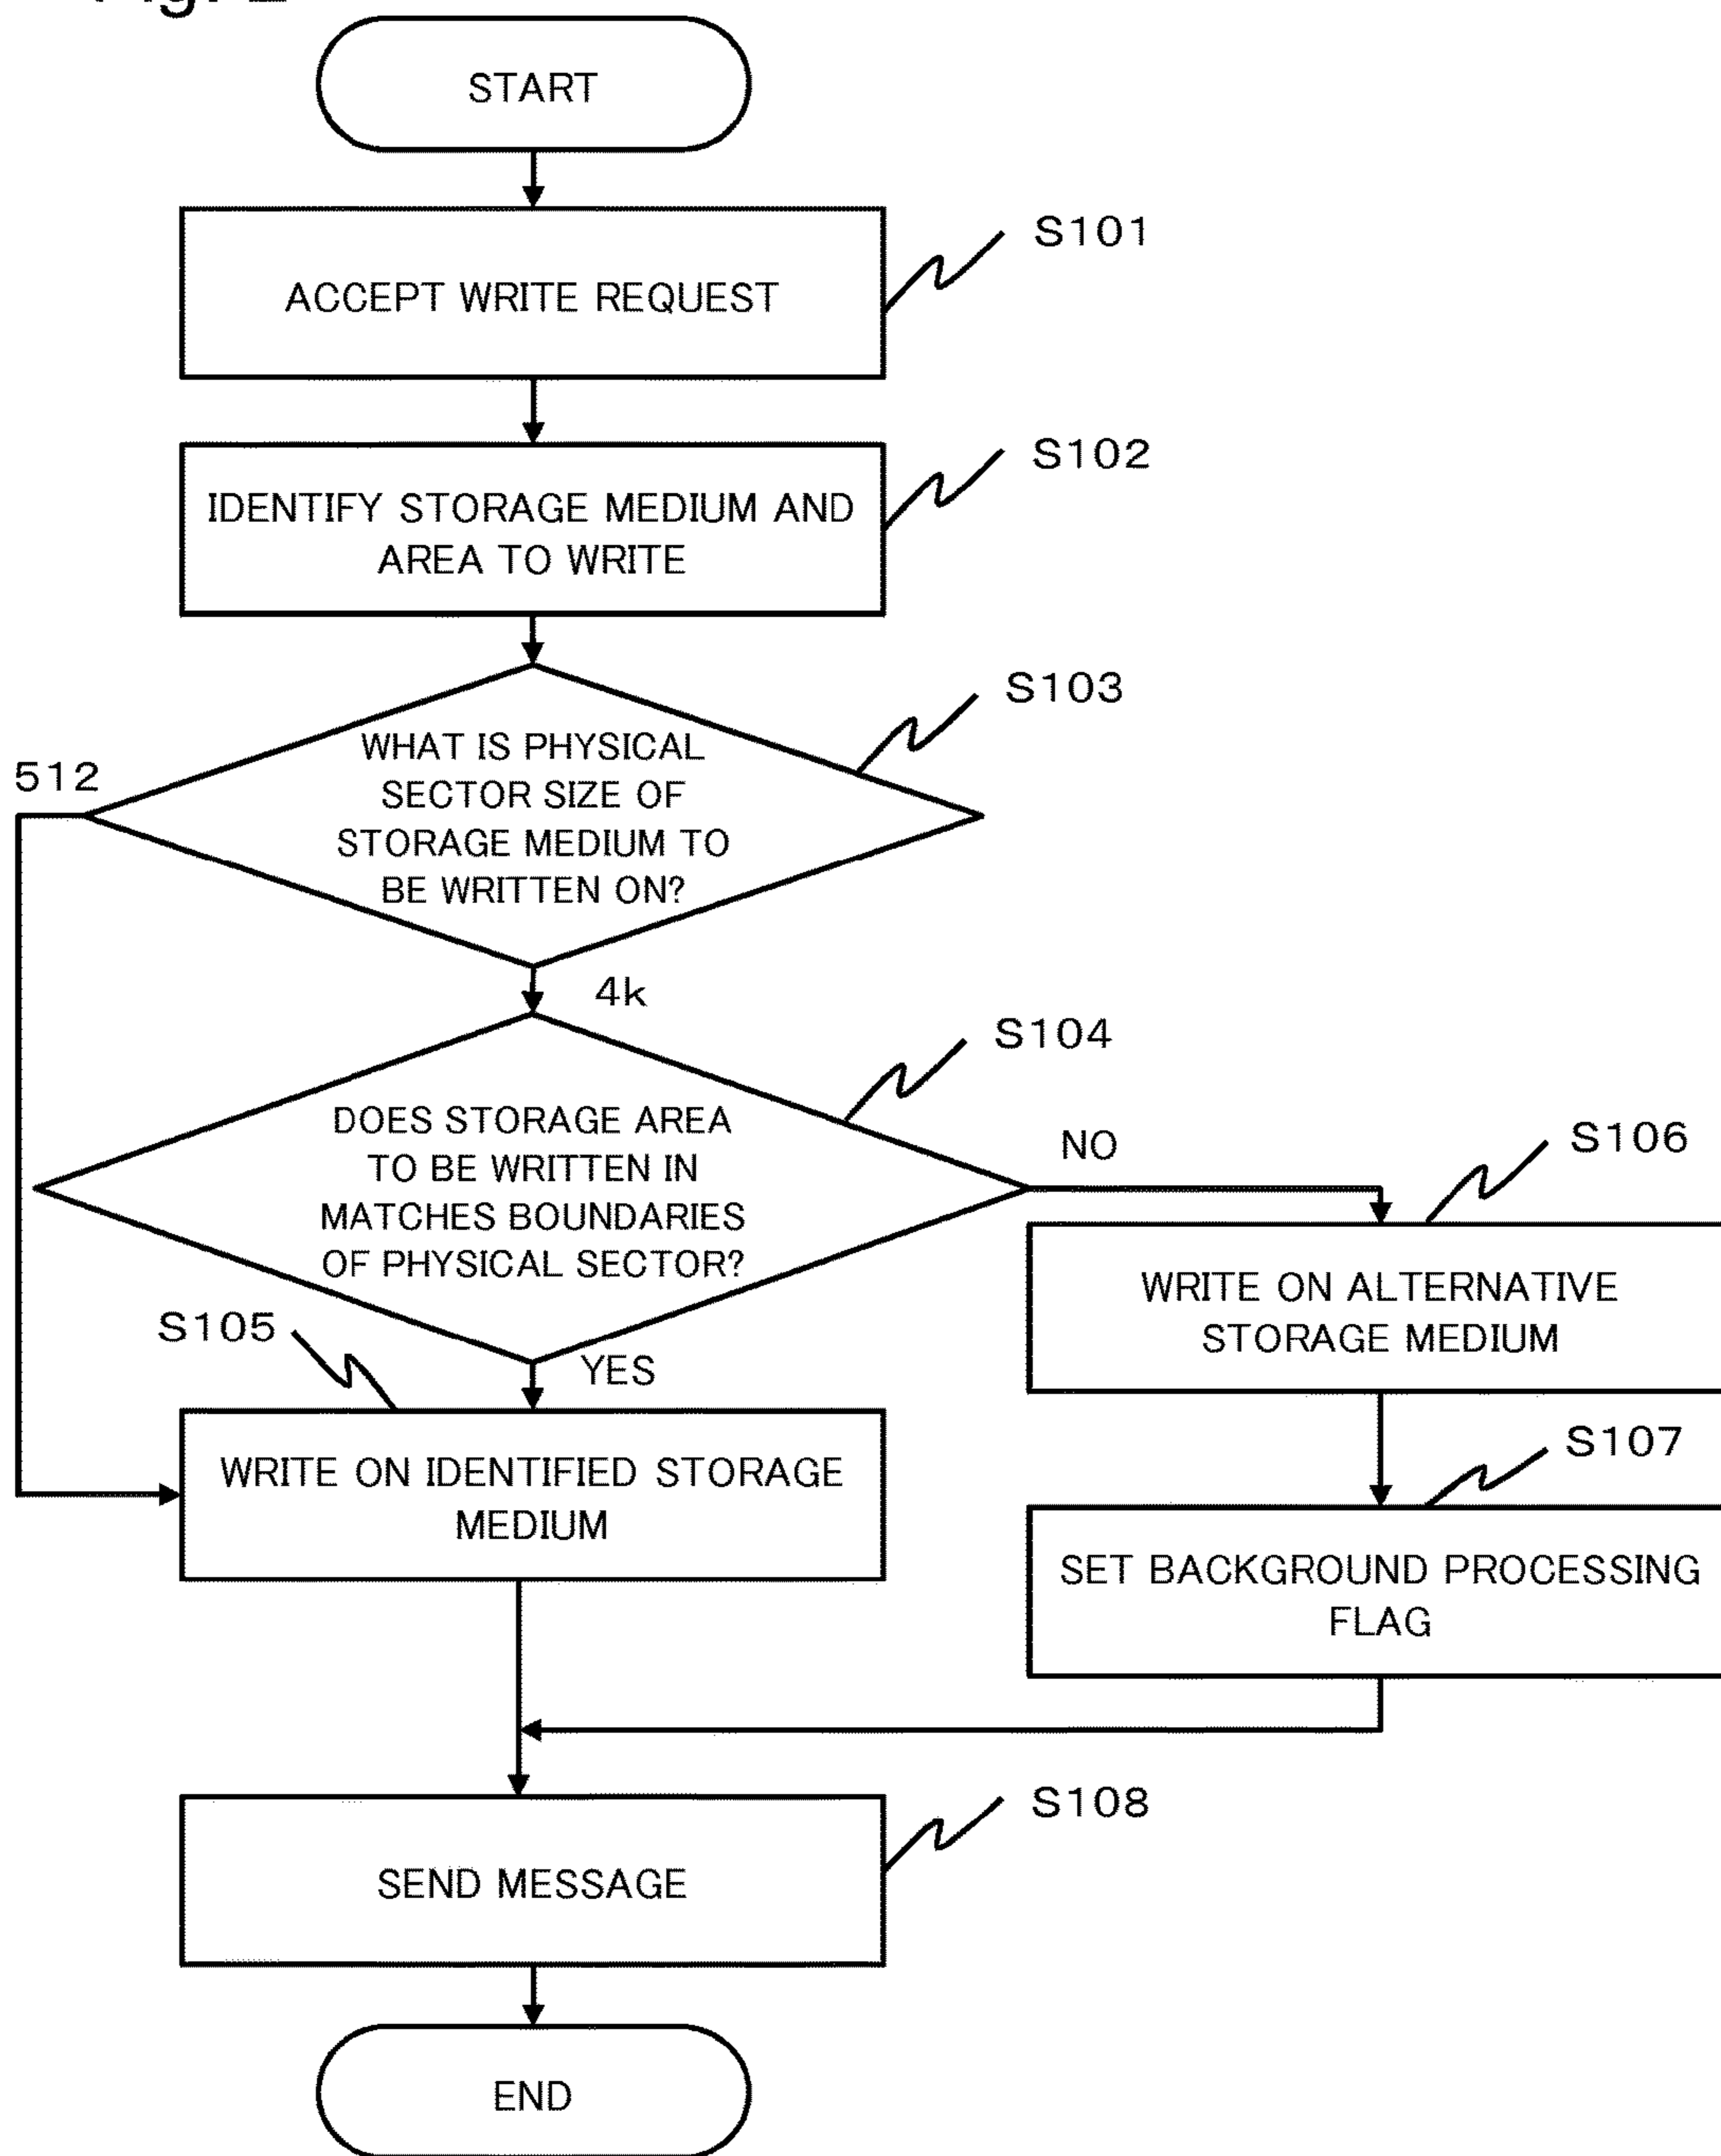 START
S101
ACCEPT WRITE REQUEST
S102
IDENTIFY STORAGE MEDIUM AND
AREA TO WRITE
S103
WHAT IS PHYSICAL
SECTOR SIZE OF
STORAGE MEDIUM TO
BE WRITTEN ON?
512
4k
S104
DOES STORAGE AREA
TO BE WRITTEN IN
MATCHES BOUNDARIES
OF PHYSICAL SECTOR?
NO
S106
WRITE ON ALTERNATIVE
STORAGE MEDIUM
S105
YES
WRITE ON IDENTIFIED STORAGE
MEDIUM
S107
SET BACKGROUND PROCESSING
FLAG
S108
SEND MESSAGE
END